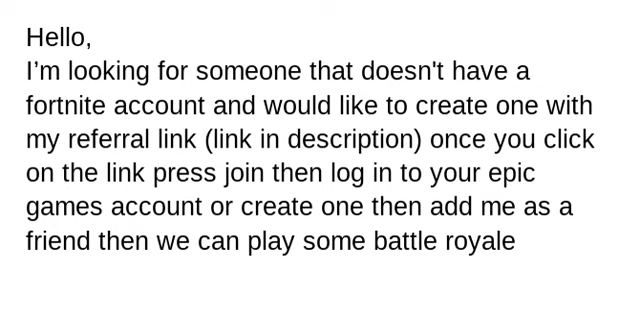 Hello,
I’m looking for someone that doesn't have a
fortnite account and would like to create one with
my referral link (link in description) once you click
on the link press join then log in to your epic
games account or create one then add me as a
friend then we can play some battle royale